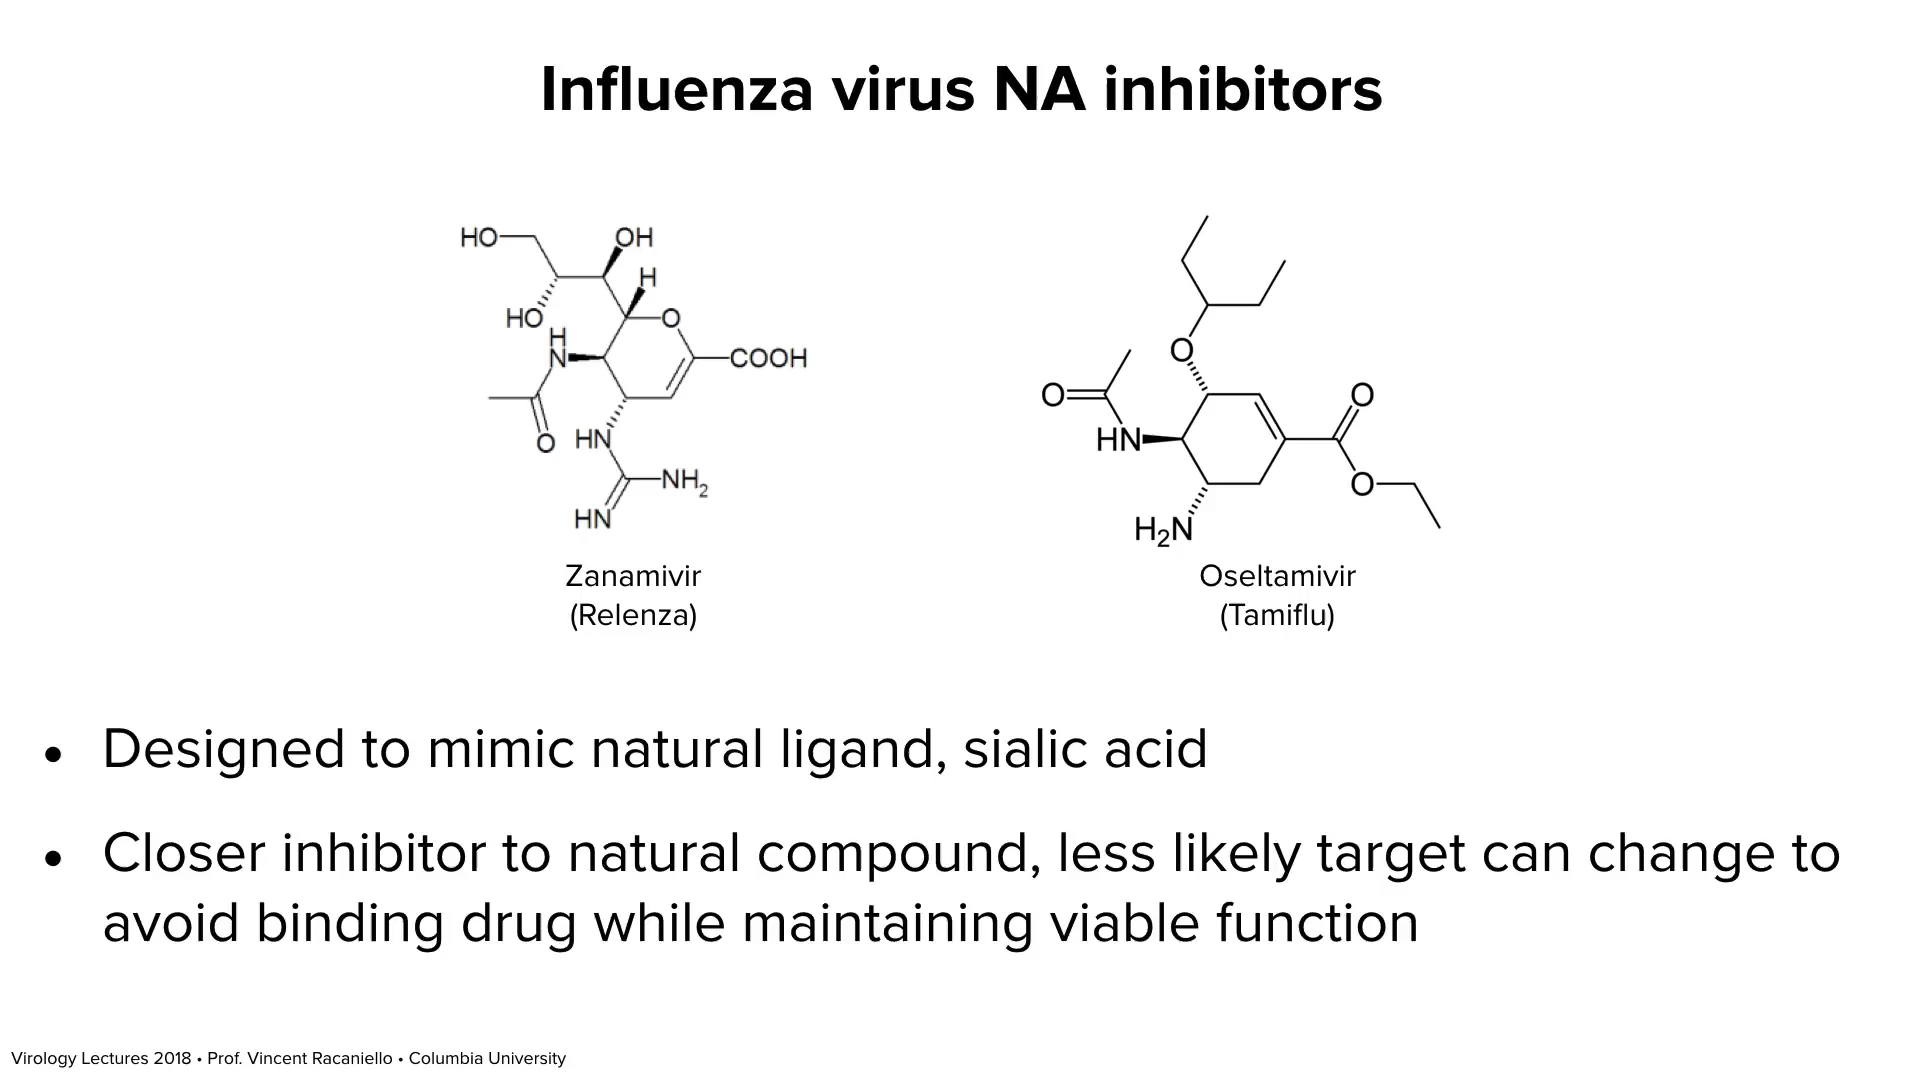 Influenza virus NA inhibitors
HO
OH
H
HO
O
H
N
COOH
O
HN
NH2
HN
O
O
O
HN
O
H2N
Zanamivir
(Relenza)
Oseltamivir
(Tamiflu)
• Designed to mimic natural ligand, sialic acid
• Closer inhibitor to natural compound, less likely target can change to
avoid binding drug while maintaining viable function
Virology Lectures 2018 • Prof. Vincent Racaniello • Columbia University